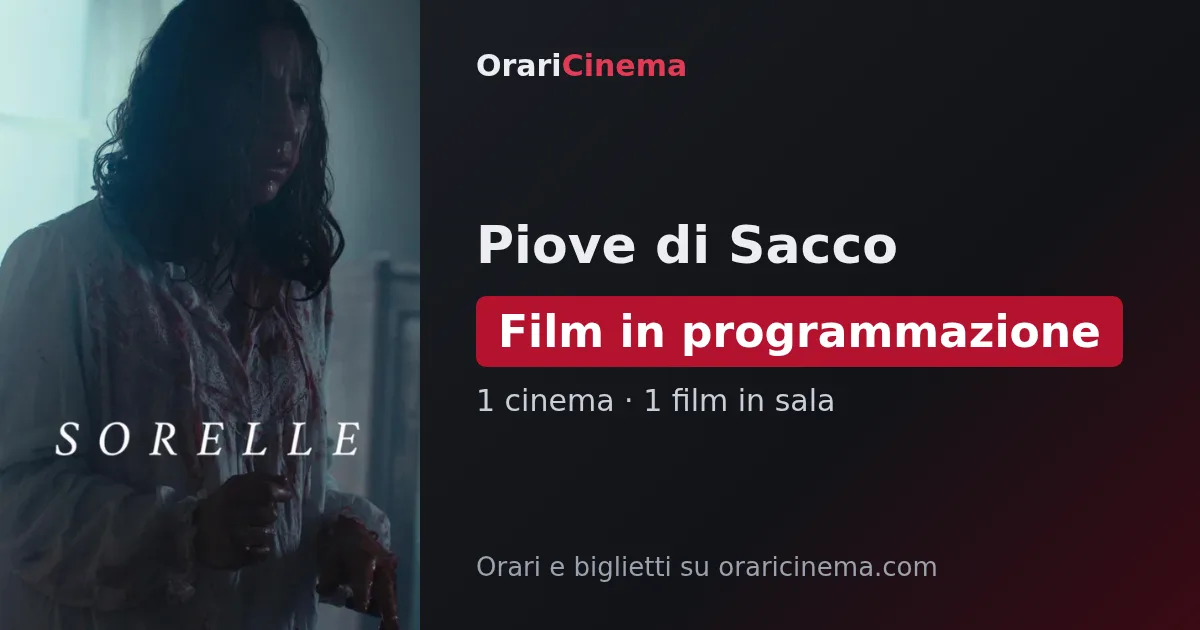 OrariCinema
Piove di Sacco
Film in programmazione
1 cinema · 1 film in sala
SORELLE
Orari e biglietti su oraricinema.com